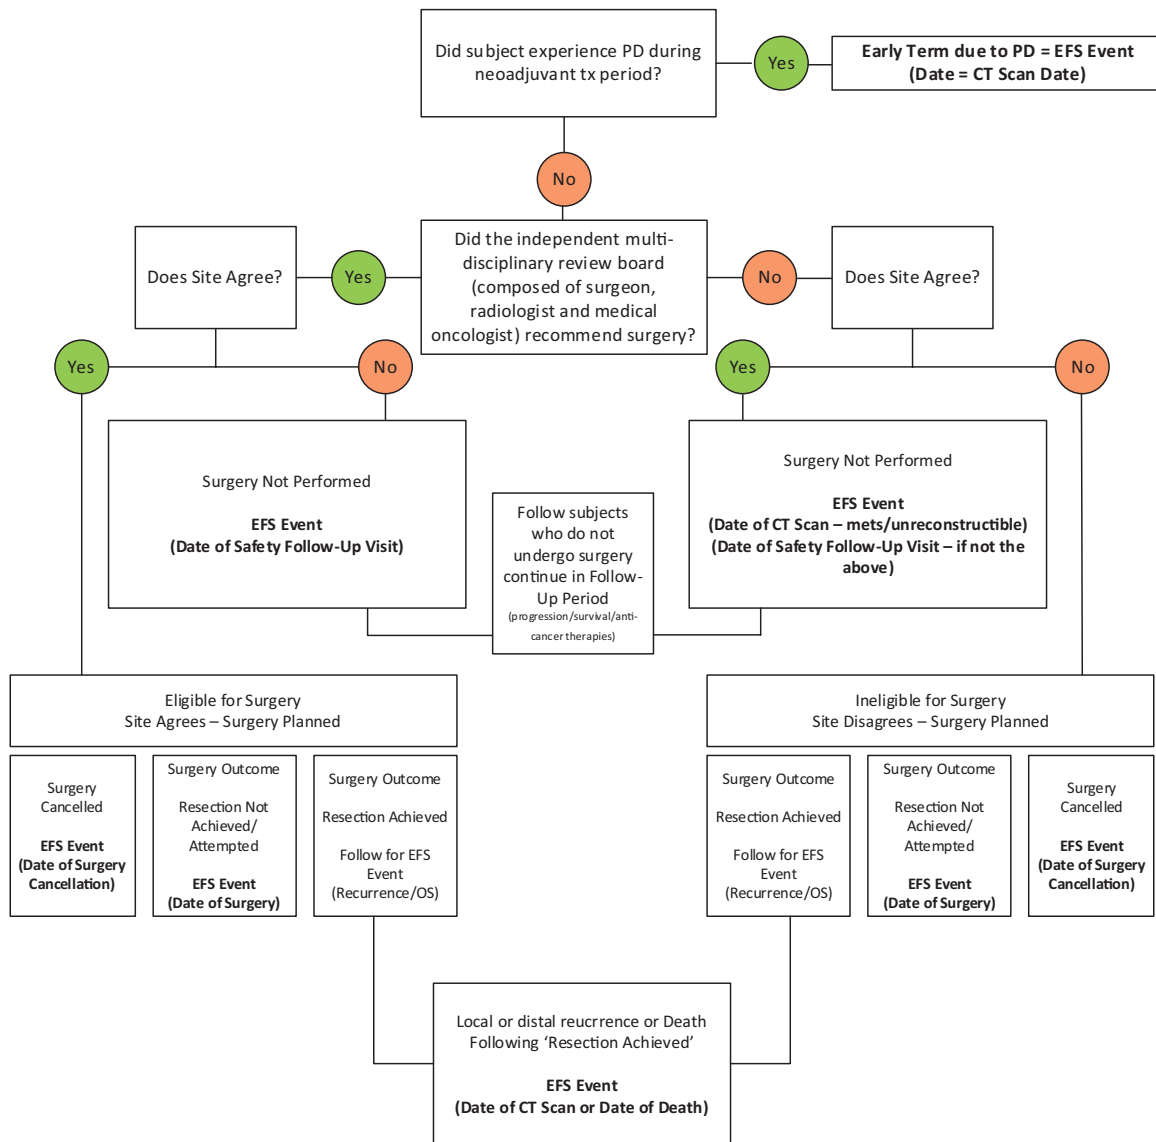 Did subject experience PD during
neoadjuvant tx period?
Yes
Early Term due to PD = EFS Event
(Date = CT Scan Date)
No
Does Site Agree?
Yes
Did the independent multi-
disciplinary review board
(composed of surgeon,
radiologist and medical
oncologist) recommend surgery?
No
Does Site Agree?
Yes
No
Yes
No
Surgery Not Performed
EFS Event
(Date of Safety Follow-Up Visit)
Follow subjects
who do not
undergo surgery
continue in Follow-
Up Period
(progression/survival/anti-
cancer therapies)
Surgery Not Performed
EFS Event
(Date of CT Scan – mets/unreconstructible)
(Date of Safety Follow-Up Visit – if not the
above)
Eligible for Surgery
Site Agrees – Surgery Planned
Ineligible for Surgery
Site Disagrees – Surgery Planned
Surgery
Cancelled
EFS Event
(Date of Surgery
Cancellation)
Surgery Outcome
Resection Not
Achieved/
Attempted
EFS Event
(Date of Surgery)
Surgery Outcome
Resection Achieved
Follow for EFS
Event
(Recurrence/OS)
Surgery Outcome
Resection Achieved
Follow for EFS
Event
(Recurrence/OS)
Surgery Outcome
Resection Not
Achieved/
Attempted
EFS Event
(Date of Surgery)
Surgery
Cancelled
EFS Event
(Date of Surgery
Cancellation)
Local or distal reucrrence or Death
Following ‘Resection Achieved’
EFS Event
(Date of CT Scan or Date of Death)